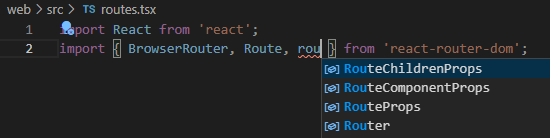 web > src > TS routes.tsx
1 import React from 'react';
2 import { BrowserRouter, Route, rou } from 'react-router-dom';
RouteChildrenProps
RouteComponentProps
RouteProps
Router